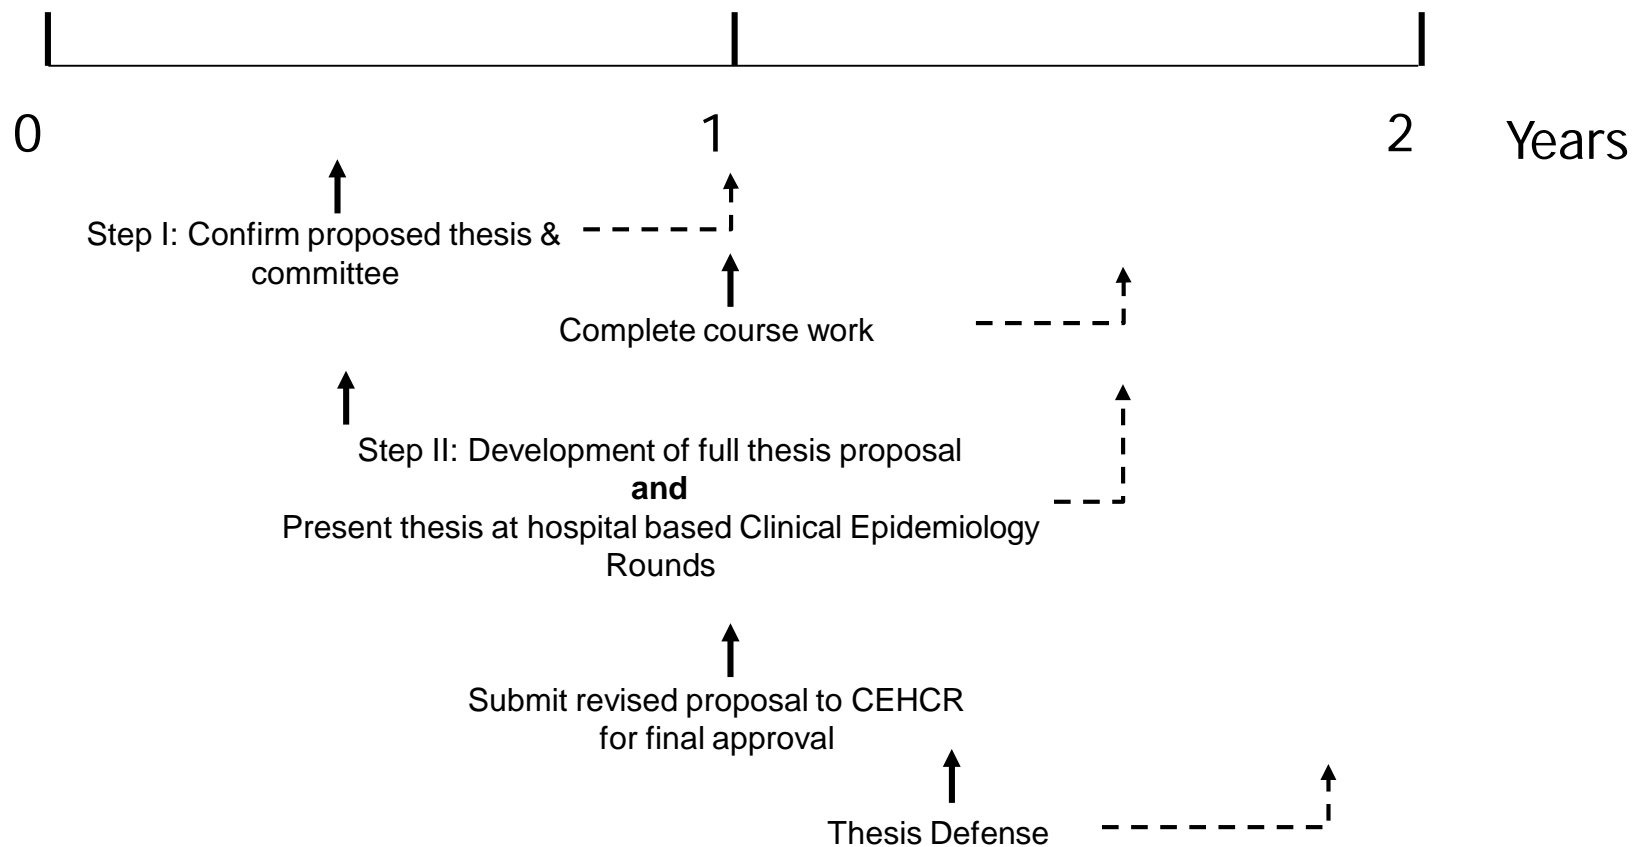 0 1 2 Years
Step I: Confirm proposed thesis &
committee
Complete course work
Step II: Development of full thesis proposal
and
Present thesis at hospital based Clinical Epidemiology
Rounds
Submit revised proposal to CEHCR
for final approval
Thesis Defense